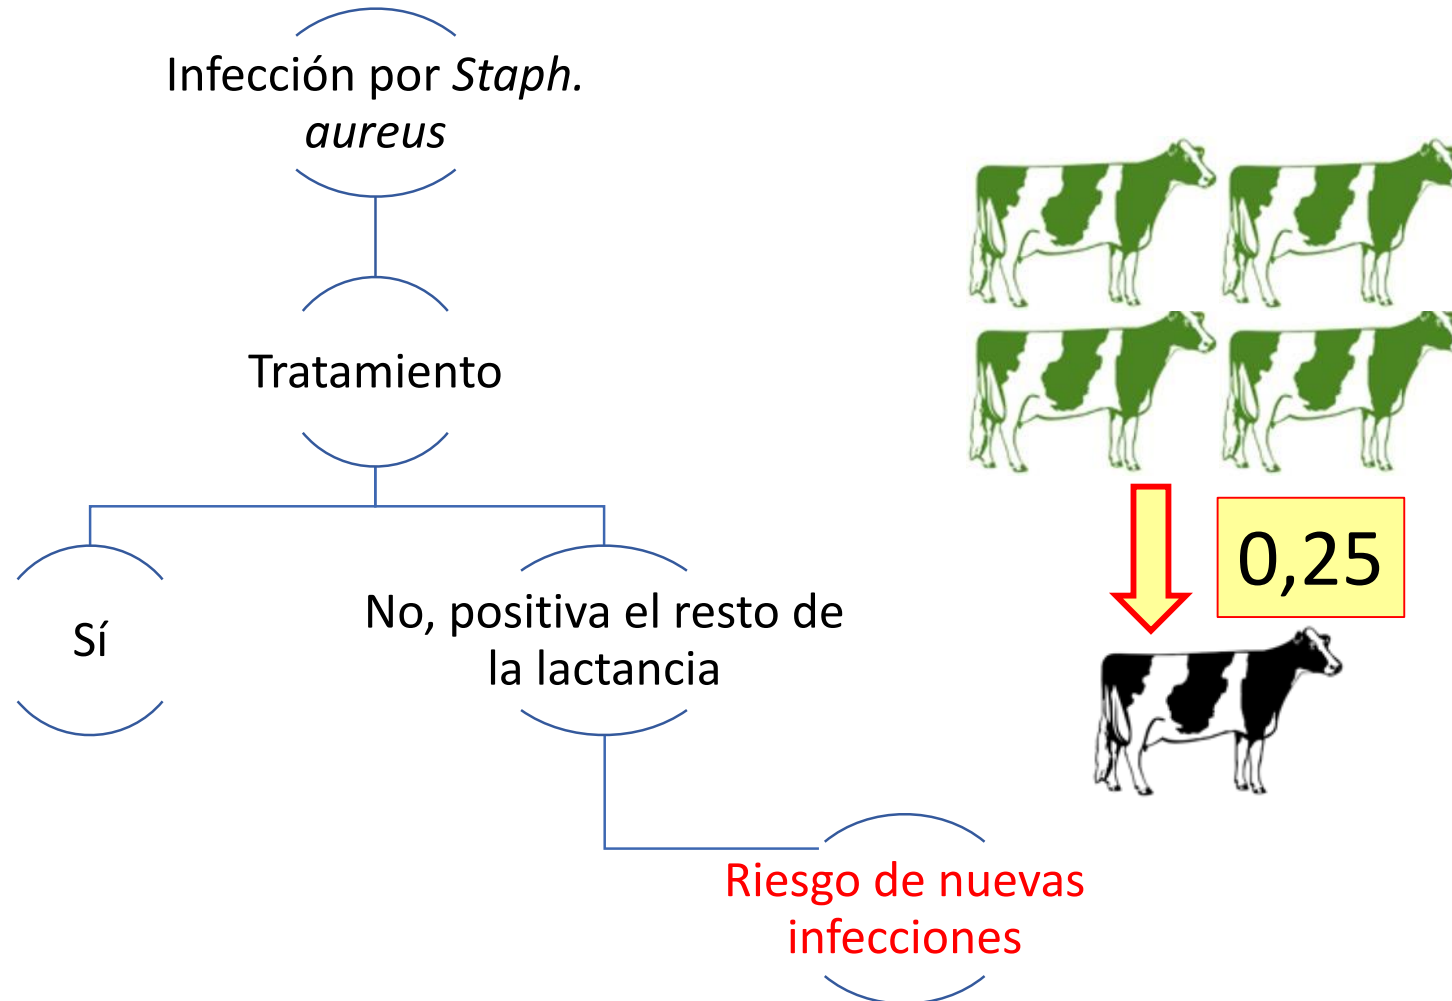 Infección por Staph.
aureus
Tratamiento
Sí
No, positiva el resto de
la lactancia
Riesgo de nuevas
infecciones
0,25